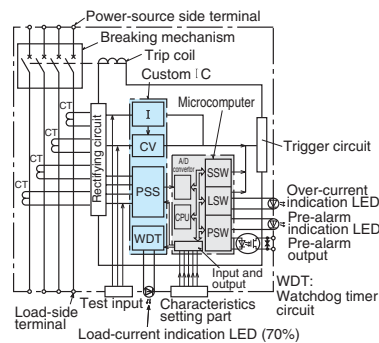 Power-source side terminal
Breaking mechanism
Trip coil
Custom IC
Microcomputer
CT
CT
CT
CT
Rectifying circuit
I
CV
PSS
WDT
A/D
convertor
CPU
SSW
LSW
PSW
Trigger circuit
Over-current
indication LED
Pre-alarm
indication LED
Pre-alarm
output
Input and
output
WDT:
Watchdog timer
circuit
Load-side
terminal
Test input
Characteristics
setting part
Load-current indication LED (70%)